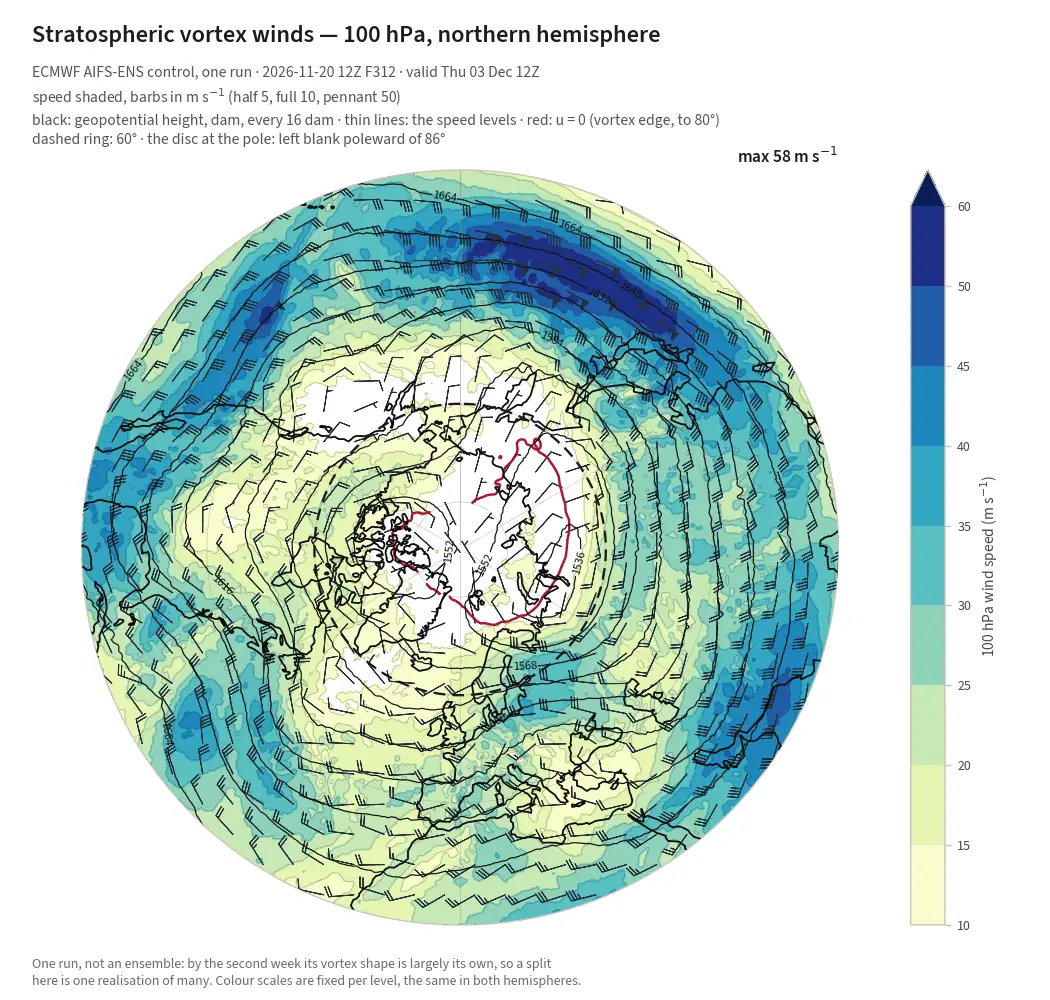 Stratospheric vortex winds — 100 hPa, northern hemisphere
ECMWF AIFS-ENS control, one run · 2026-11-20 12Z F312 · valid Thu 03 Dec 12Z
speed shaded, barbs in m s⁻¹ (half 5, full 10, pennant 50)
black: geopotential height, dam, every 16 dam · thin lines: the speed levels · red: u = 0 (vortex edge, to 80°)
dashed ring: 60° · the disc at the pole: left blank poleward of 86°
max 58 m s⁻¹
1664
1664
1648
1664
1552
1552
1536
1616
1568
60
50
45
40
35
30
25
20
15
10
100 hPa wind speed (m s⁻¹)
One run, not an ensemble: by the second week its vortex shape is largely its own, so a split
here is one realisation of many. Colour scales are fixed per level, the same in both hemispheres.